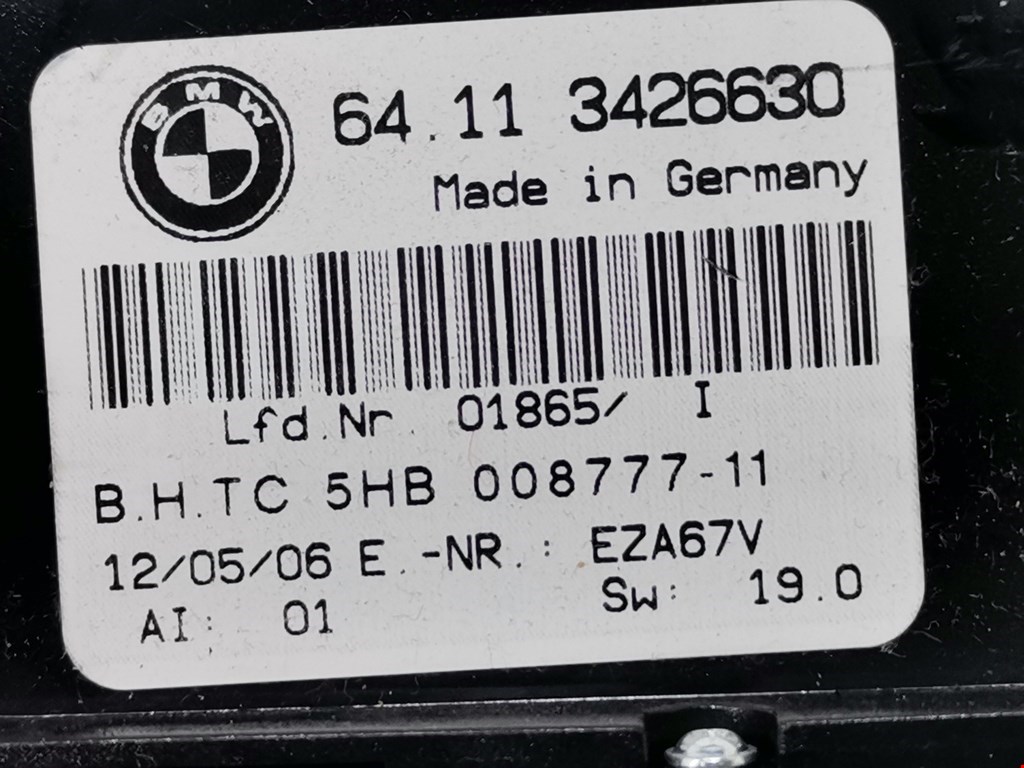 BMW
64.11 3426630
Made in Germany
Lfd.Nr. 01865/ I
B.H.TC 5HB 008777-11
12/05/06 E.-NR.: EZA67V
AI: 01 Sw: 19.0